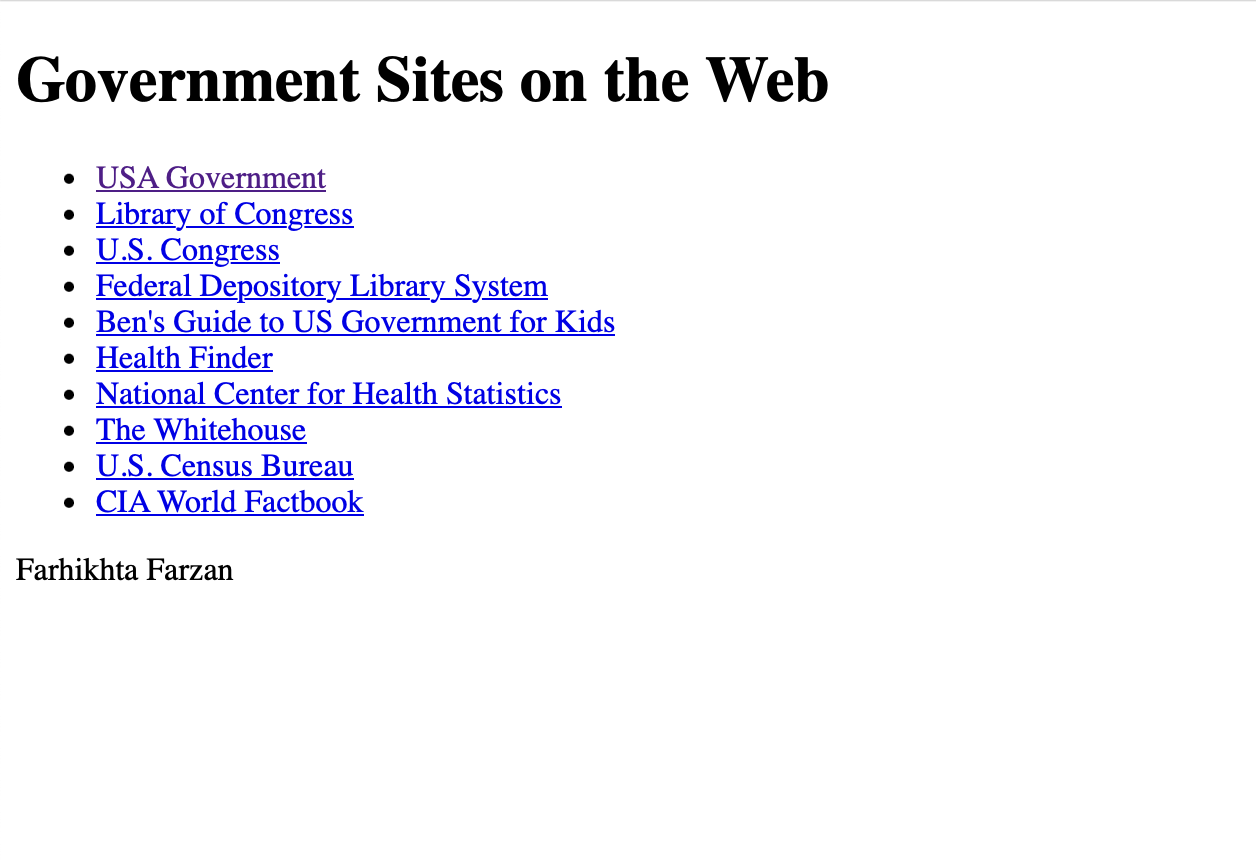 Government Sites on the Web
USA Government
Library of Congress
U.S. Congress
Federal Depository Library System
Ben's Guide to US Government for Kids
Health Finder
National Center for Health Statistics
The Whitehouse
U.S. Census Bureau
CIA World Factbook
Farhikhta Farzan